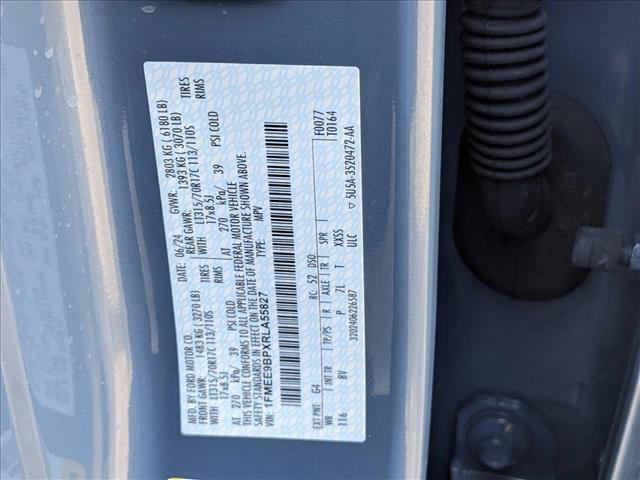 MFD. BY FORD MOTOR CO.
DATE: 06/24 GVWR: 2803 KG ( 6180 LB)
FRONT GAWR: 1483 KG (3270 LB) REAR GAWR: 1393 KG ( 3070 LB)
LT315/70R17C 113/110S TIRES WITH LT315/70R17C 113/110S TIRES
17x8.5J RIMS WITH 17x8.5J RIMS
AT 270 kPa/ 39 PSI COLD AT 270 kPa/ 39 PSI COLD
THIS VEHICLE CONFORMS TO ALL APPLICABLE FEDERAL MOTOR VEHICLE
SAFETY STANDARDS IN EFFECT ON THE DATE OF MANUFACTURE SHOWN ABOVE.
VIN: 1FMEE9BPXRLA55827 TYPE: MPV
F0077
T0164
EXT PNT: G4 RC: 52 DSO:
WB INT TR TP/PS R AXLE TR SPR
116 BV P 7L T XXSS
ULC
320240626587 ▽ 5U5A-3520472-AA